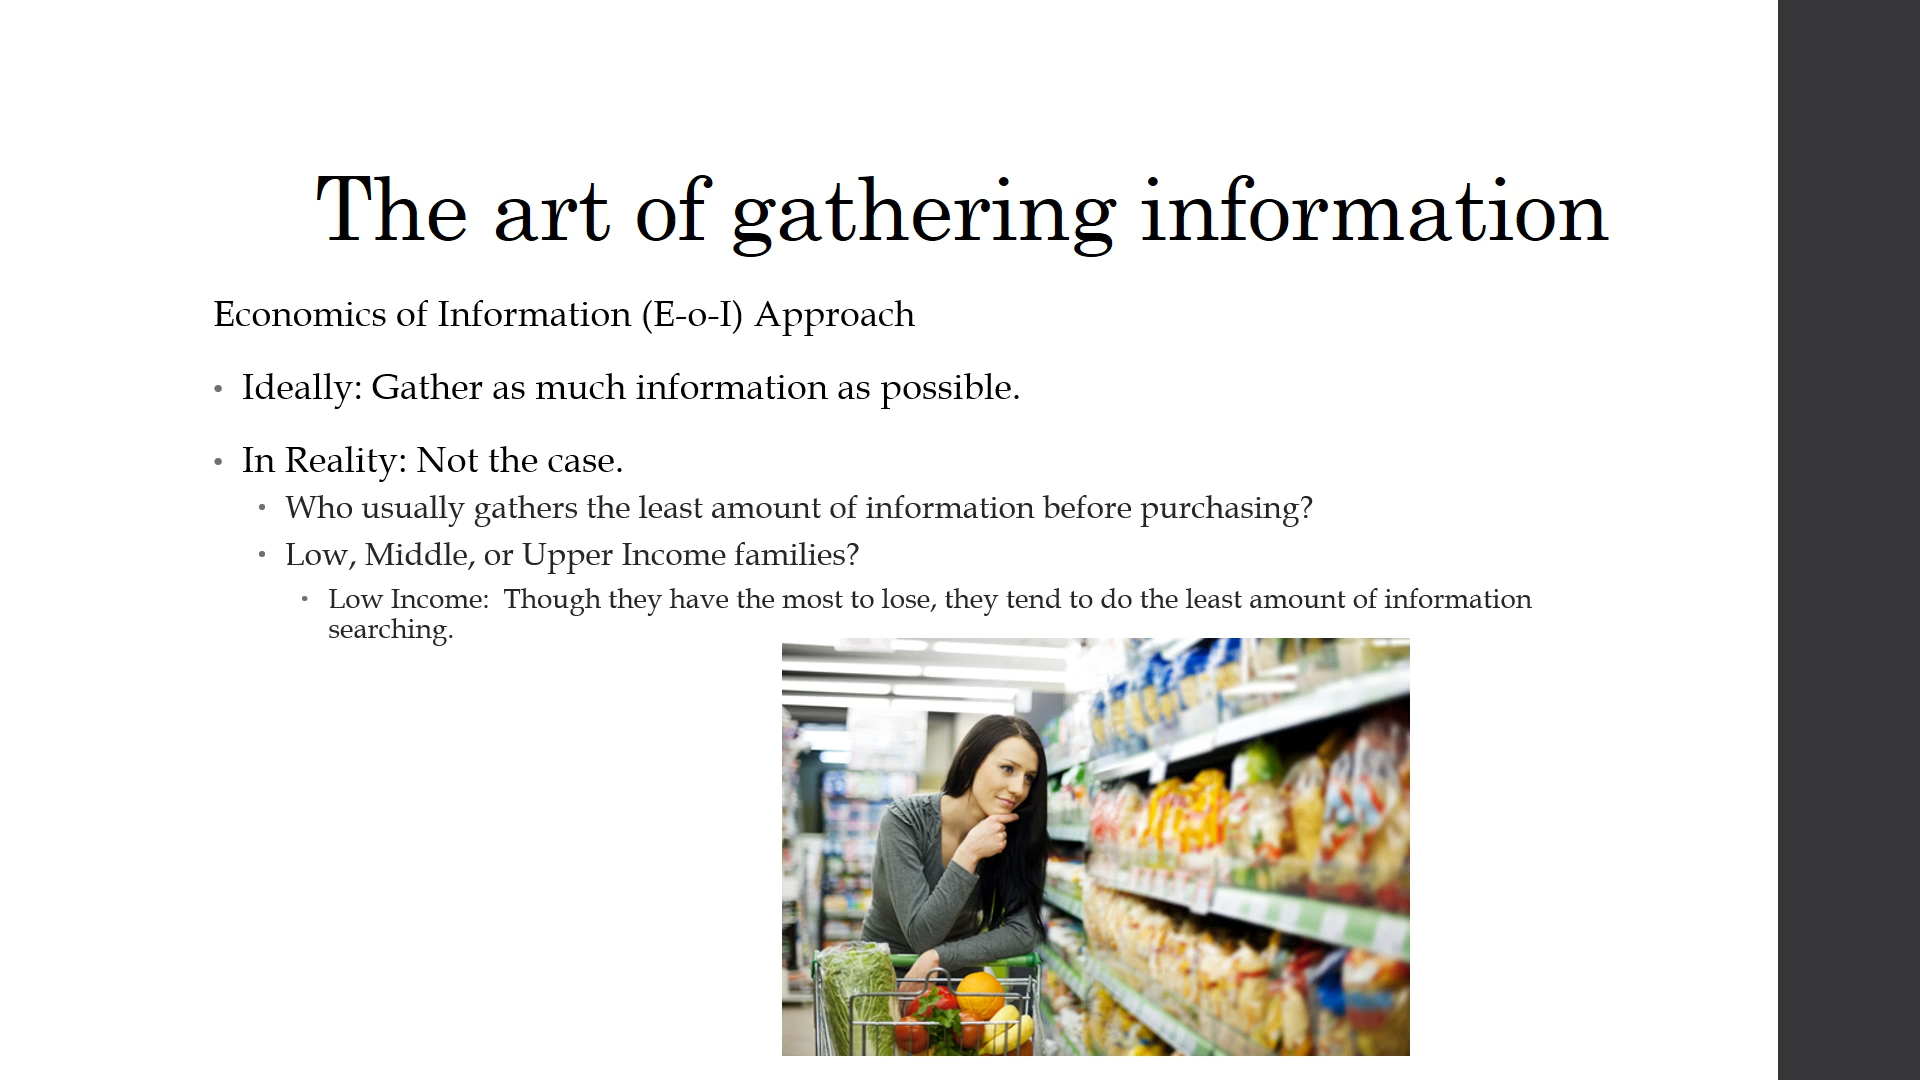 The art of gathering information
Economics of Information (E-o-I) Approach
• Ideally: Gather as much information as possible.
• In Reality: Not the case.
• Who usually gathers the least amount of information before purchasing?
• Low, Middle, or Upper Income families?
• Low Income:  Though they have the most to lose, they tend to do the least amount of information
searching.